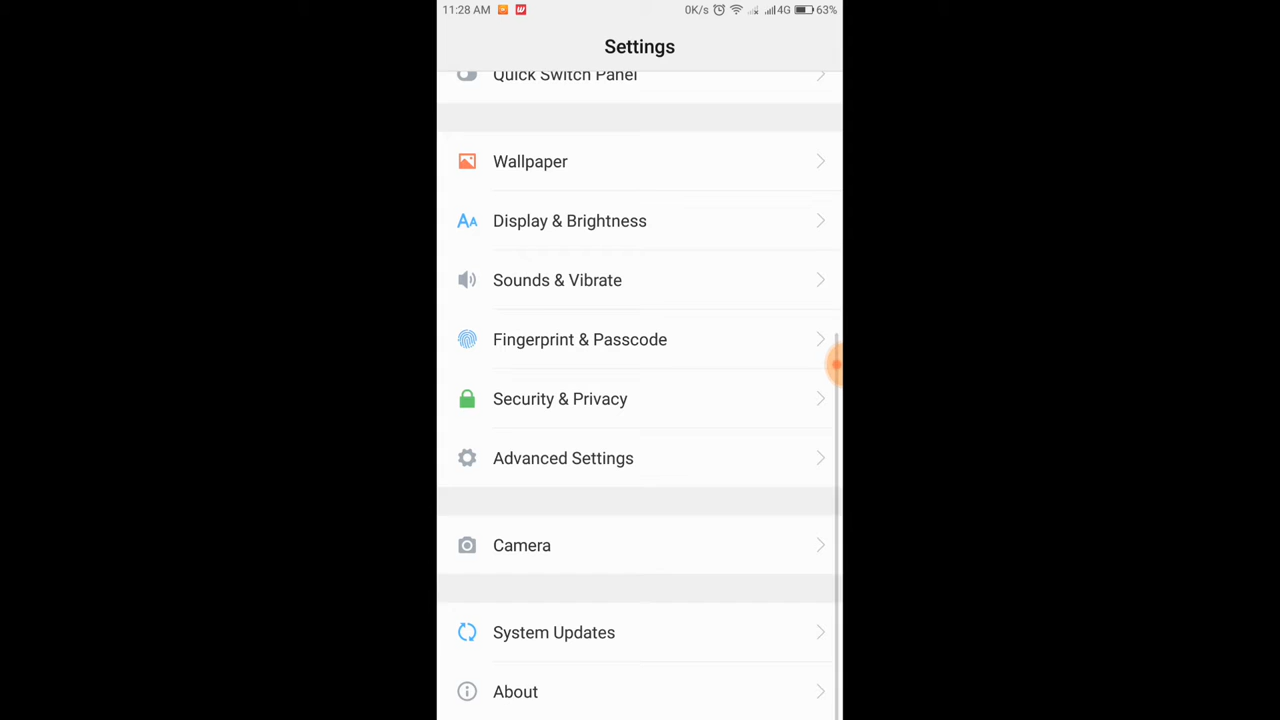 11:28 AM
0K/s 4G 63%
Settings
Quick Switch Panel
Wallpaper
Display & Brightness
Sounds & Vibrate
Fingerprint & Passcode
Security & Privacy
Advanced Settings
Camera
System Updates
About